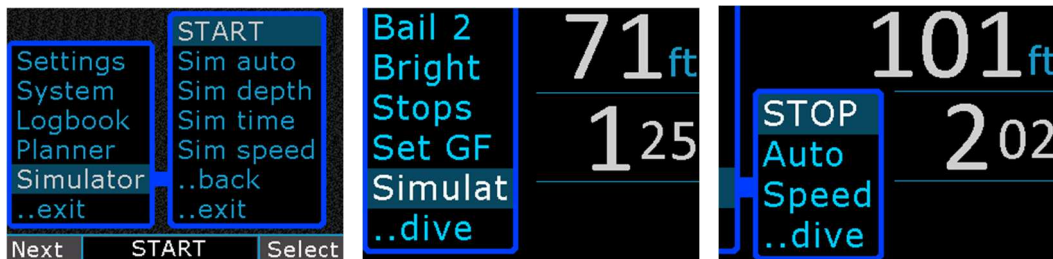 Settings
System
Logbook
Planner
Simulator
..exit
START
Sim auto
Sim depth
Sim time
Sim speed
..back
..exit
Next START Select
Bail 2
Bright
Stops
Set GF
Simulat
..dive
71ft
125
STOP
Auto
Speed
..dive
101ft
202